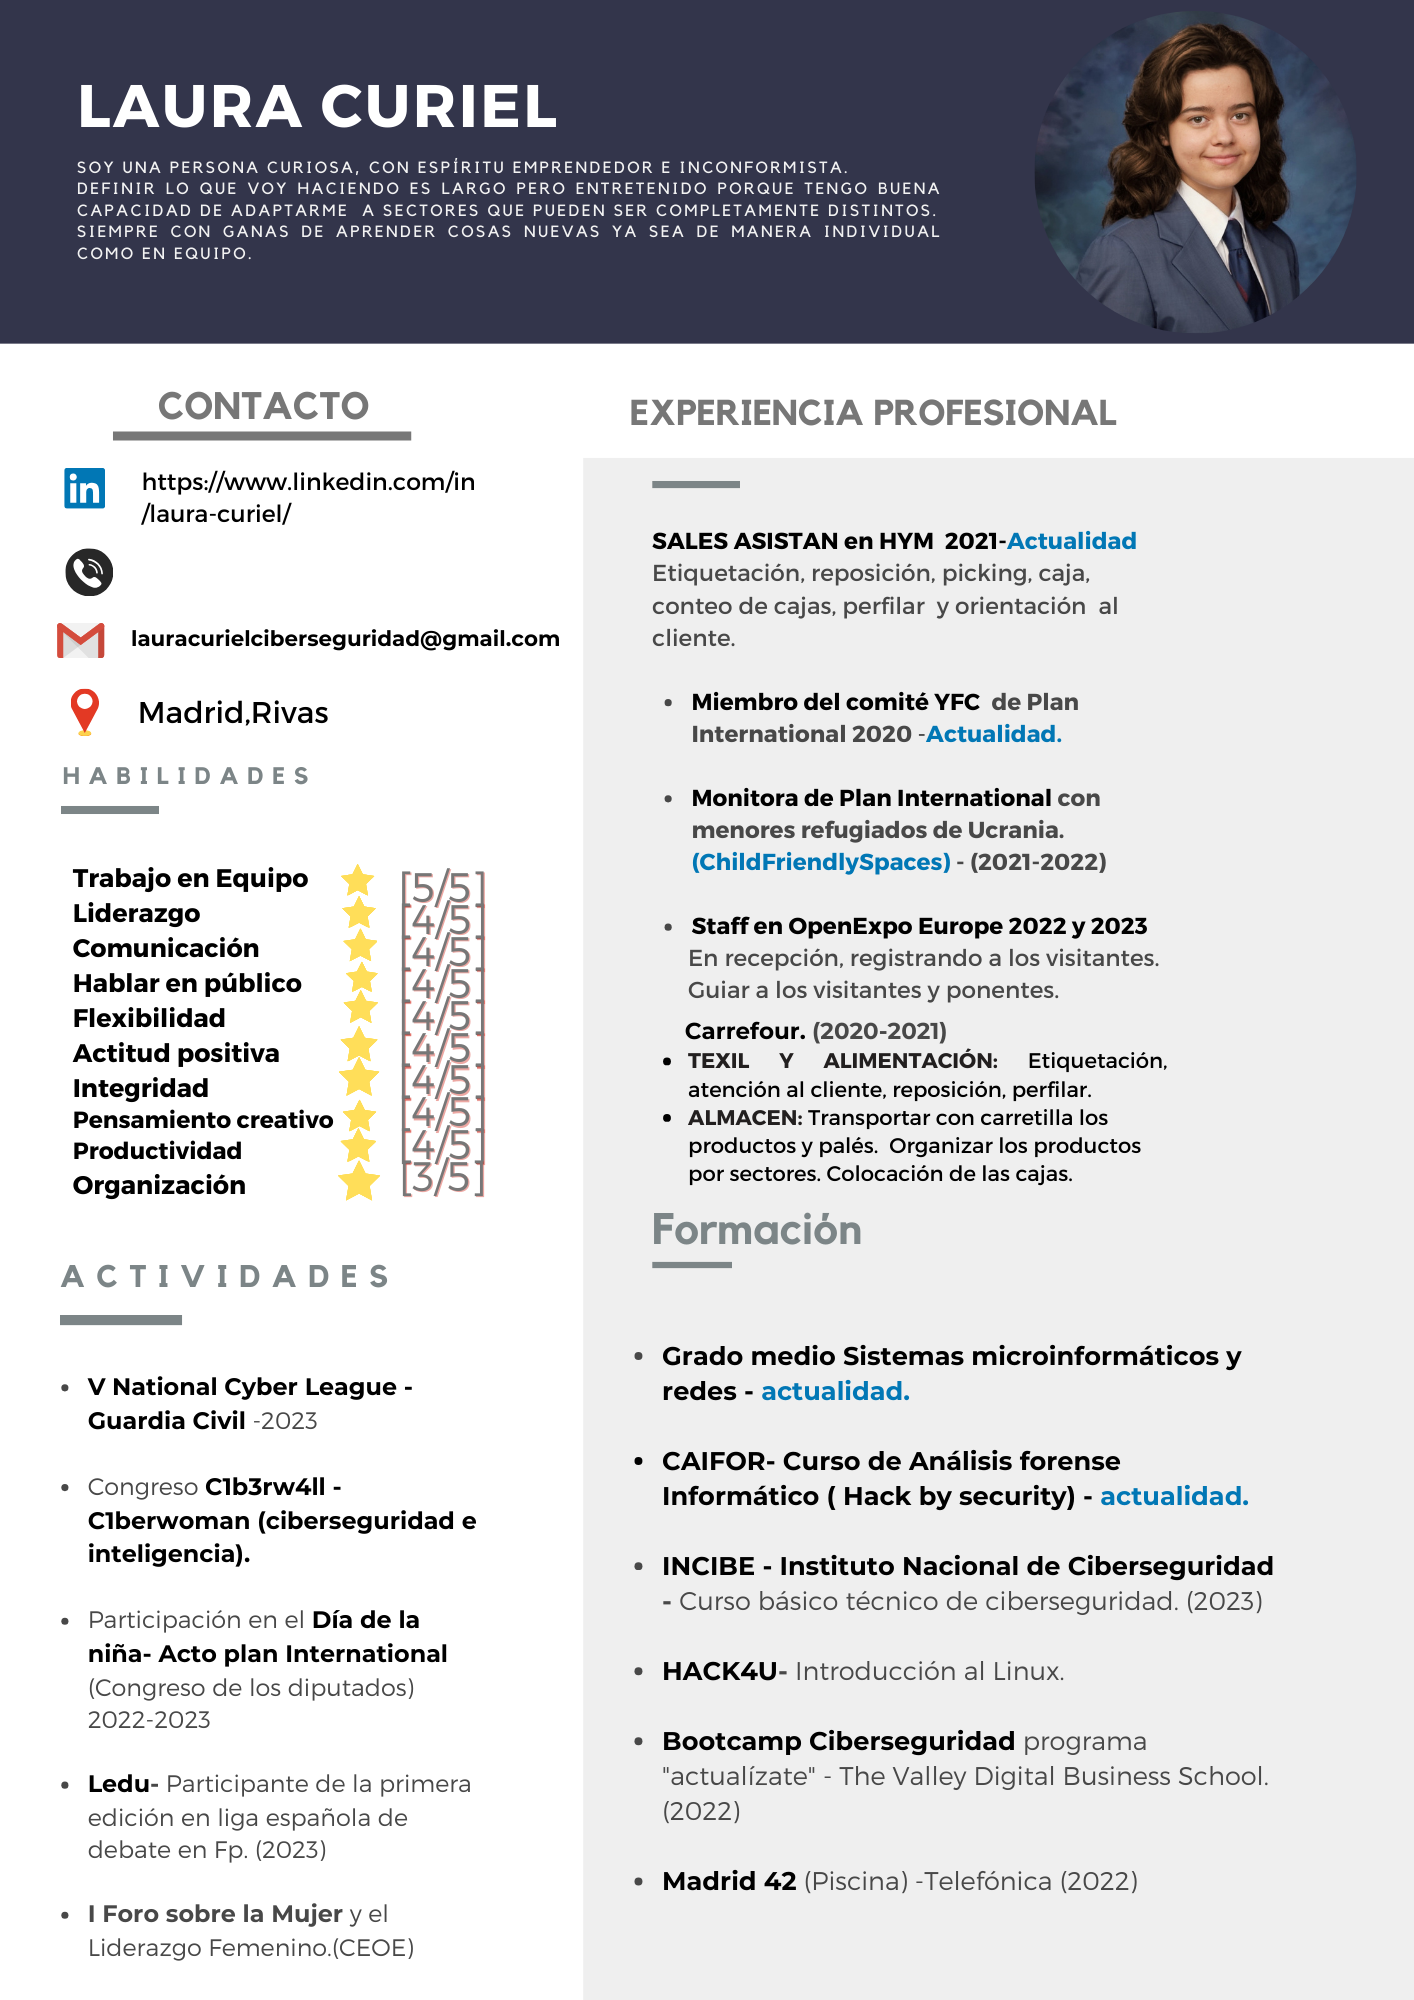 LAURA CURIEL
SOY UNA PERSONA CURIOSA, CON ESPÍRITU EMPRENDEDOR E INCONFORMISTA.
DEFINIR LO QUE VOY HACIENDO ES LARGO PERO ENTRETENIDO PORQUE TENGO BUENA
CAPACIDAD DE ADAPTARME A SECTORES QUE PUEDEN SER COMPLETAMENTE DISTINTOS.
SIEMPRE CON GANAS DE APRENDER COSAS NUEVAS YA SEA DE MANERA INDIVIDUAL
COMO EN EQUIPO.
CONTACTO
in
https://www.linkedin.com/in
/laura-curiel/
lauracurielciberseguridad@gmail.com
Madrid,Rivas
HABILIDADES
Trabajo en Equipo [5/5]
Liderazgo [4/5]
Comunicación [4/5]
Hablar en público [4/5]
Flexibilidad [4/5]
Actitud positiva [4/5]
Integridad [4/5]
Pensamiento creativo [4/5]
Productividad [4/5]
Organización [3/5]
ACTIVIDADES
• V National Cyber League -
Guardia Civil -2023
• Congreso C1b3rw4ll -
C1berwoman (ciberseguridad e
inteligencia).
• Participación en el Día de la
niña- Acto plan International
(Congreso de los diputados)
2022-2023
• Ledu- Participante de la primera
edición en liga española de
debate en Fp. (2023)
• I Foro sobre la Mujer y el
Liderazgo Femenino.(CEOE)
EXPERIENCIA PROFESIONAL
SALES ASISTAN en HYM 2021-Actualidad
Etiquetación, reposición, picking, caja,
conteo de cajas, perfilar y orientación al
cliente.
• Miembro del comité YFC de Plan
International 2020 -Actualidad.
• Monitora de Plan International con
menores refugiados de Ucrania.
(ChildFriendlySpaces) - (2021-2022)
• Staff en OpenExpo Europe 2022 y 2023
En recepción, registrando a los visitantes.
Guiar a los visitantes y ponentes.
Carrefour. (2020-2021)
• TEXIL Y ALIMENTACIÓN: Etiquetación,
atención al cliente, reposición, perfilar.
• ALMACEN: Transportar con carretilla los
productos y palés. Organizar los productos
por sectores. Colocación de las cajas.
Formación
• Grado medio Sistemas microinformáticos y
redes - actualidad.
• CAIFOR- Curso de Análisis forense
Informático ( Hack by security) - actualidad.
• INCIBE - Instituto Nacional de Ciberseguridad
- Curso básico técnico de ciberseguridad. (2023)
• HACK4U- Introducción al Linux.
• Bootcamp Ciberseguridad programa
"actualízate" - The Valley Digital Business School.
(2022)
• Madrid 42 (Piscina) -Telefónica (2022)